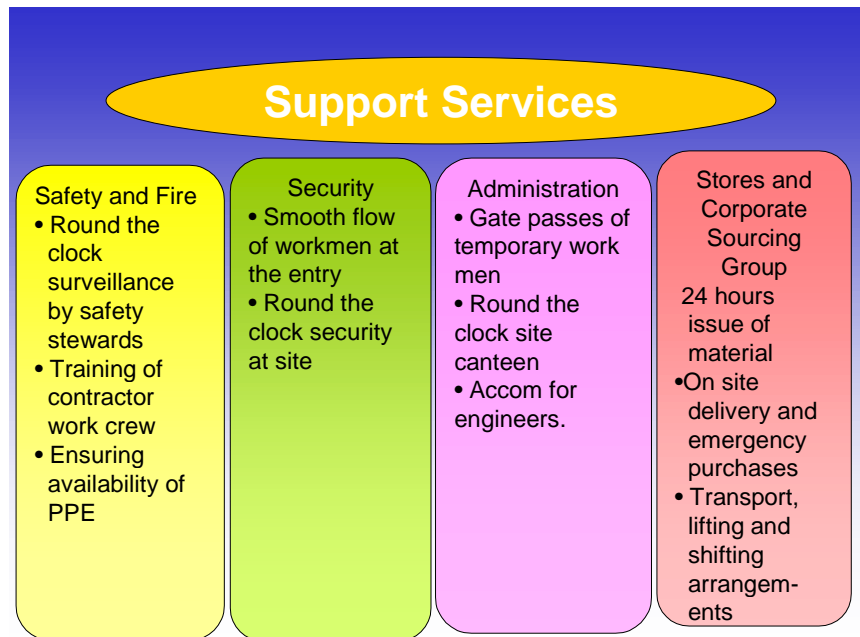 Support Services
Safety and Fire
• Round the
clock
surveillance
by safety
stewards
• Training of
contractor
work crew
• Ensuring
availability of
PPE
Security
• Smooth flow
of workmen at
the entry
• Round the
clock security
at site
Administration
• Gate passes of
temporary work
men
• Round the
clock site
canteen
• Accom for
engineers.
Stores and
Corporate
Sourcing
Group
24 hours
issue of
material
•On site
delivery and
emergency
purchases
• Transport,
lifting and
shifting
arrangem-
ents